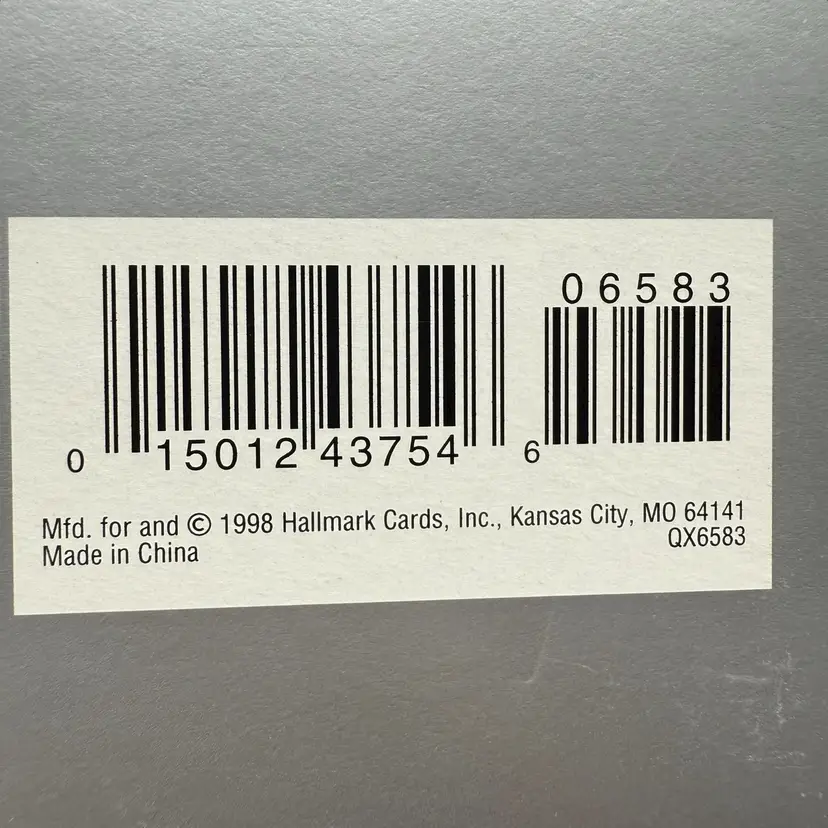 06583
0 15012 43754 6
Mfd. for and © 1998 Hallmark Cards, Inc., Kansas City, MO 64141
QX6583
Made in China